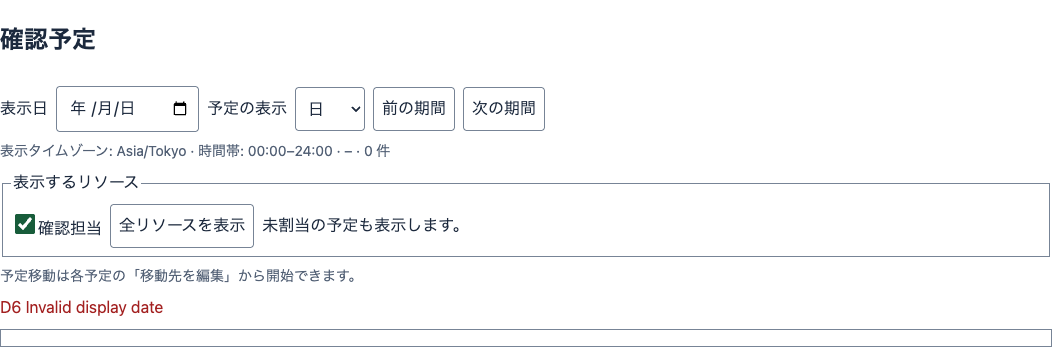 確認予定
表示日 年 /月/日 予定の表示 日 前の期間 次の期間
表示タイムゾーン: Asia/Tokyo · 時間帯: 00:00–24:00 · – · 0 件
表示するリソース
確認担当 全リソースを表示 未割当の予定も表示します。
予定移動は各予定の「移動先を編集」から開始できます。
D6 Invalid display date